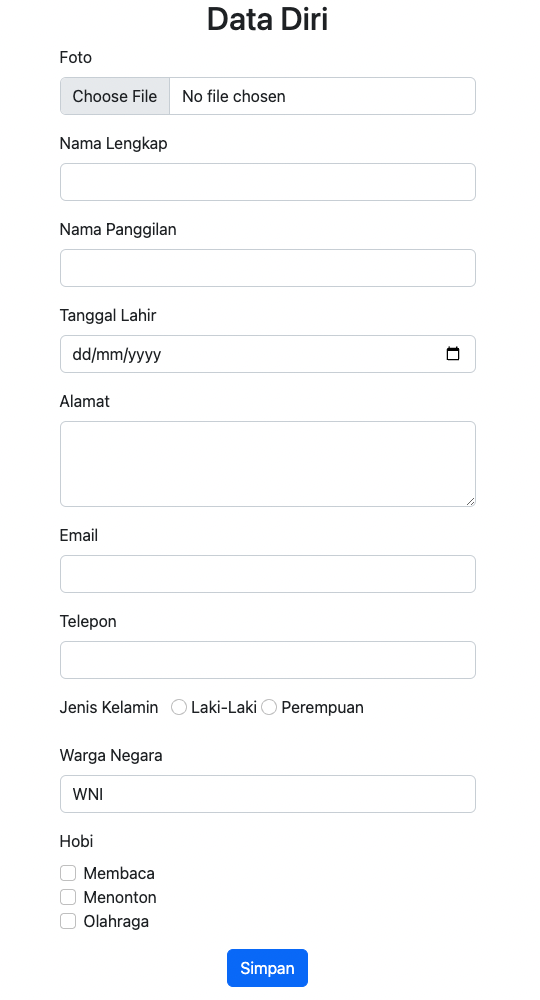 Data Diri
Foto
Choose File No file chosen
Nama Lengkap
Nama Panggilan
Tanggal Lahir
dd/mm/yyyy
Alamat
Email
Telepon
Jenis Kelamin Laki-Laki Perempuan
Warga Negara
WNI
Hobi
Membaca
Menonton
Olahraga
Simpan